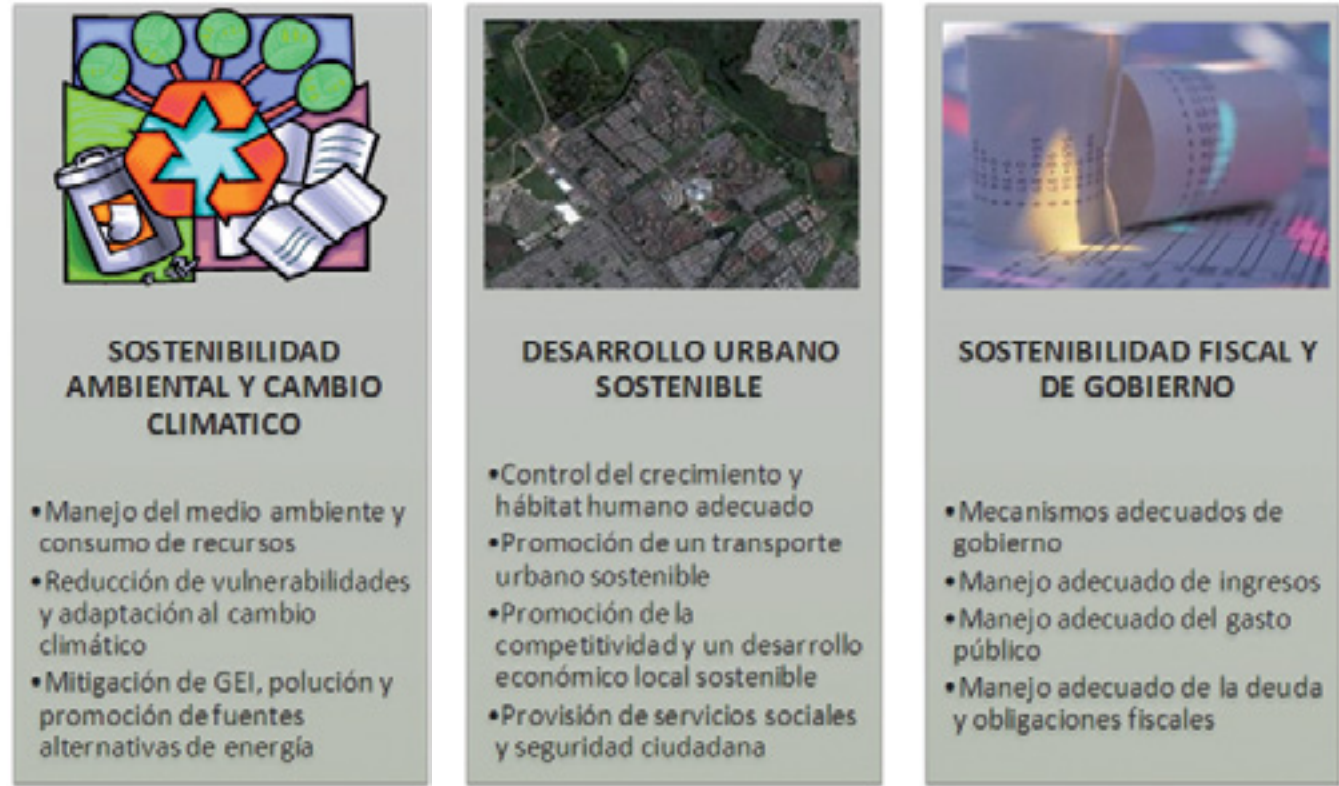 SOSTENIBILIDAD
AMBIENTAL Y CAMBIO
CLIMATICO
•Manejo del medio ambiente y
consumo de recursos
•Reducción de vulnerabilidades
y adaptación al cambio
climático
•Mitigación de GEI, polución y
promoción de fuentes
alternativas de energía
DESARROLLO URBANO
SOSTENIBLE
•Control del crecimiento y
hábitat humano adecuado
•Promoción de un transporte
urbano sostenible
•Promoción de la
competitividad y un desarrollo
económico local sostenible
•Provisión de servicios sociales
y seguridad ciudadana
SOSTENIBILIDAD FISCAL Y
DE GOBIERNO
•Mecanismos adecuados de
gobierno
•Manejo adecuado de ingresos
•Manejo adecuado del gasto
público
•Manejo adecuado de la deuda
y obligaciones fiscales